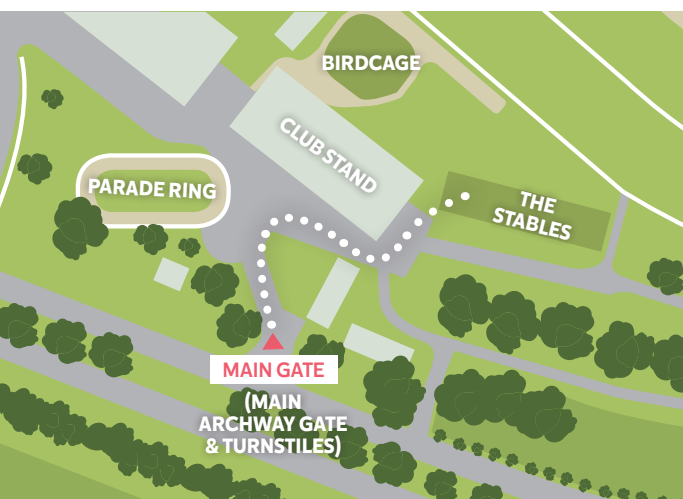 BIRDCAGE
CLUB STAND
PARADE RING
THE
STABLES
MAIN GATE
(MAIN
ARCHWAY GATE
& TURNSTILES)